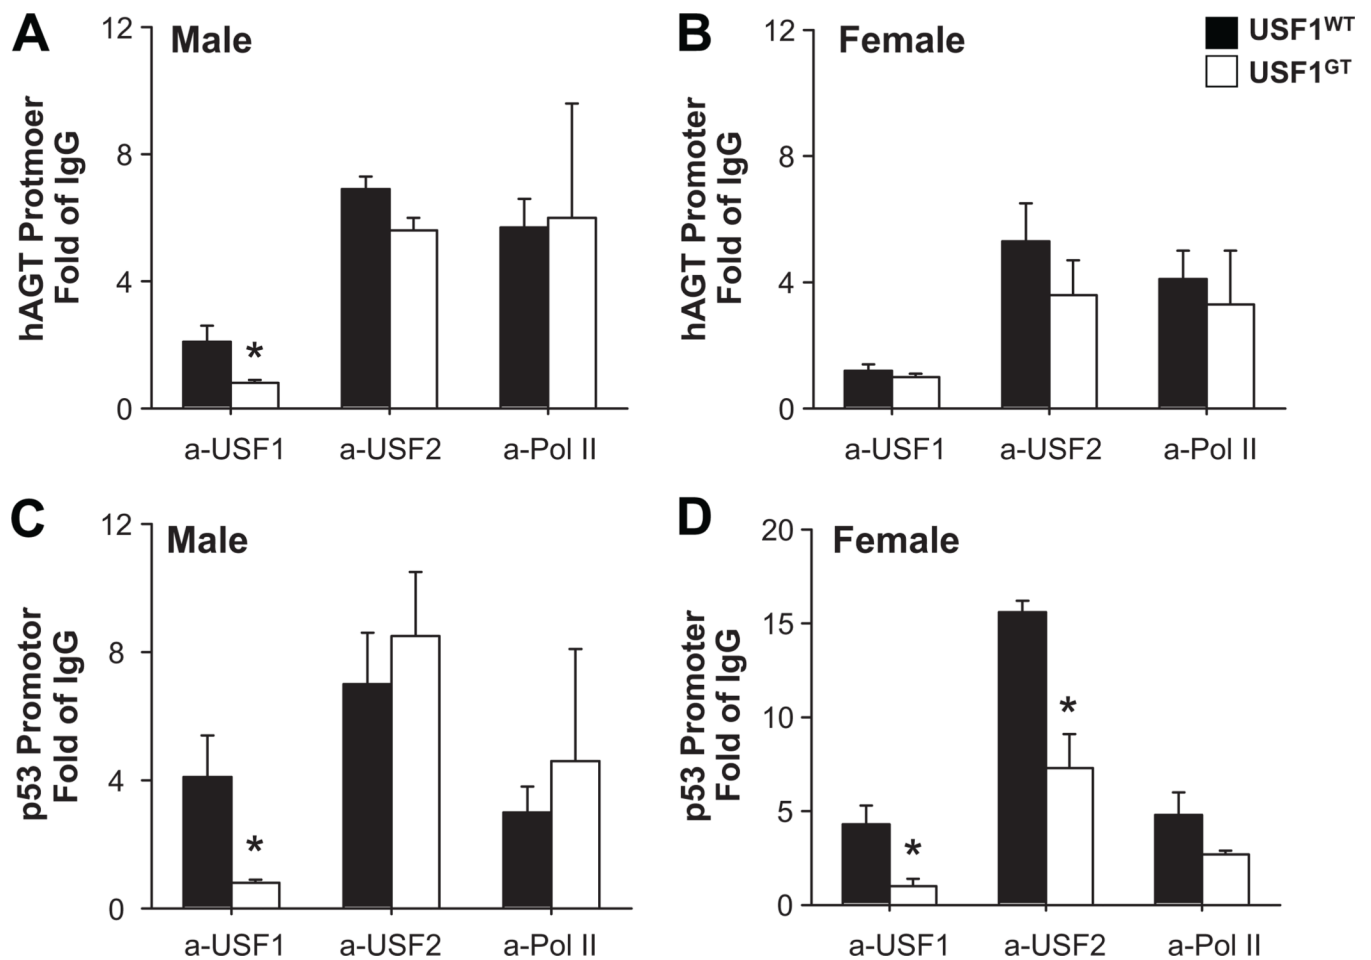 A
Male
12
8
4
0
hAGT Protmoer
Fold of IgG
*
a-USF1 a-USF2 a-Pol II
B
Female
USF1WT
USF1GT
12
8
4
0
hAGT Promoter
Fold of IgG
a-USF1 a-USF2 a-Pol II
C
Male
12
8
4
0
p53 Promotor
Fold of IgG
*
a-USF1 a-USF2 a-Pol II
D
Female
20
15
10
5
0
p53 Promoter
Fold of IgG
*
*
a-USF1 a-USF2 a-Pol II